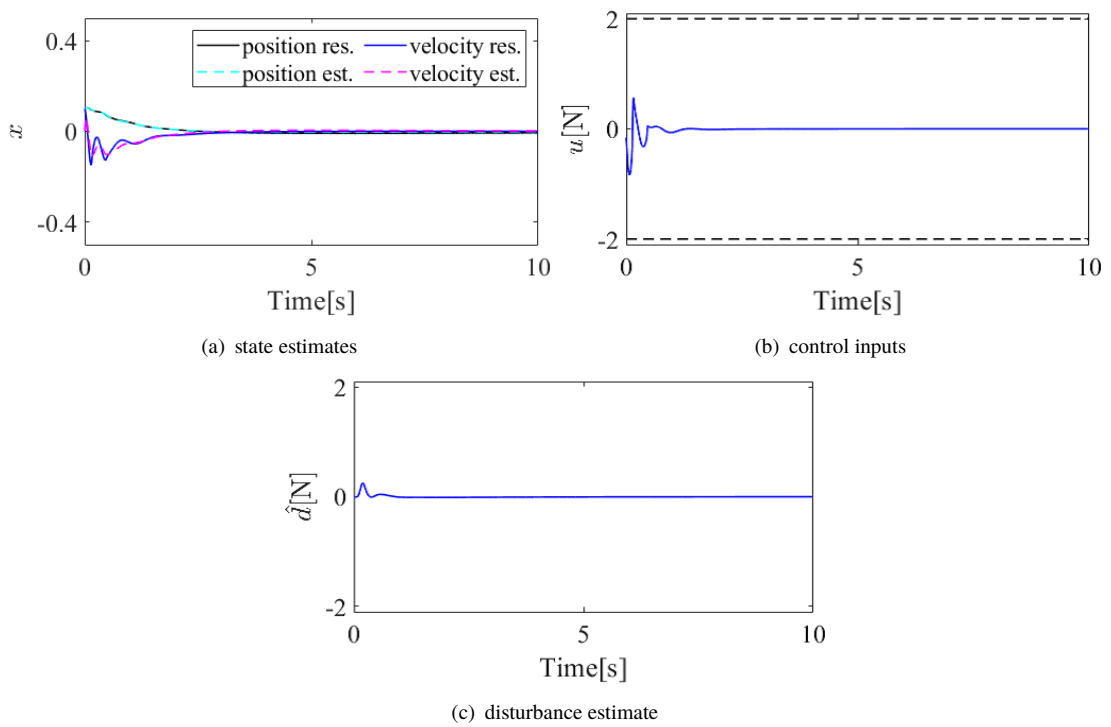 0.4
0
-0.4
x
position res.
velocity res.
position est.
velocity est.
0
5
10
Time[s]
(a) state estimates
2
0
-2
u[N]
0
5
10
Time[s]
(b) control inputs
2
0
-2
d̂[N]
0
5
10
Time[s]
(c) disturbance estimate